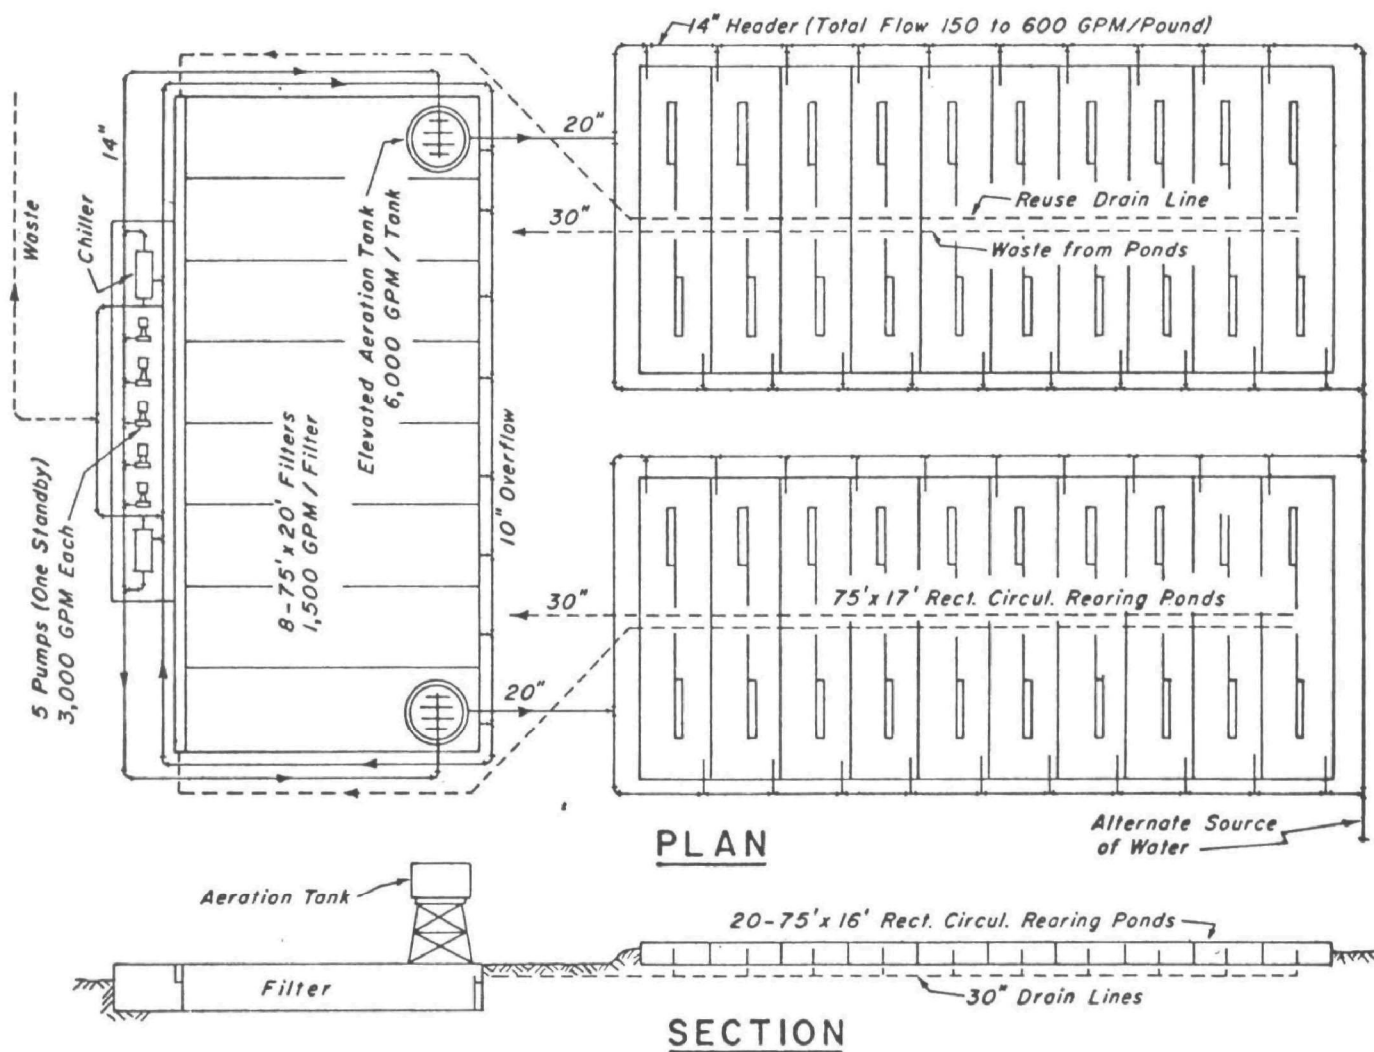 14" Header (Total Flow 150 to 600 GPM/Pound)
14"
20"
Waste
Chiller
Elevated Aeration Tank
6,000 GPM / Tank
30"
Reuse Drain Line
Waste from Ponds
5 Pumps (One Standby)
3,000 GPM Each
8-75'x 20' Filters
1,500 GPM / Filter
10" Overflow
30"
75'x 17' Rect. Circul. Rearing Ponds
20"
PLAN
Alternate Source
of Water
Aeration Tank
20-75'x16' Rect. Circul. Rearing Ponds
Filter
30" Drain Lines
SECTION